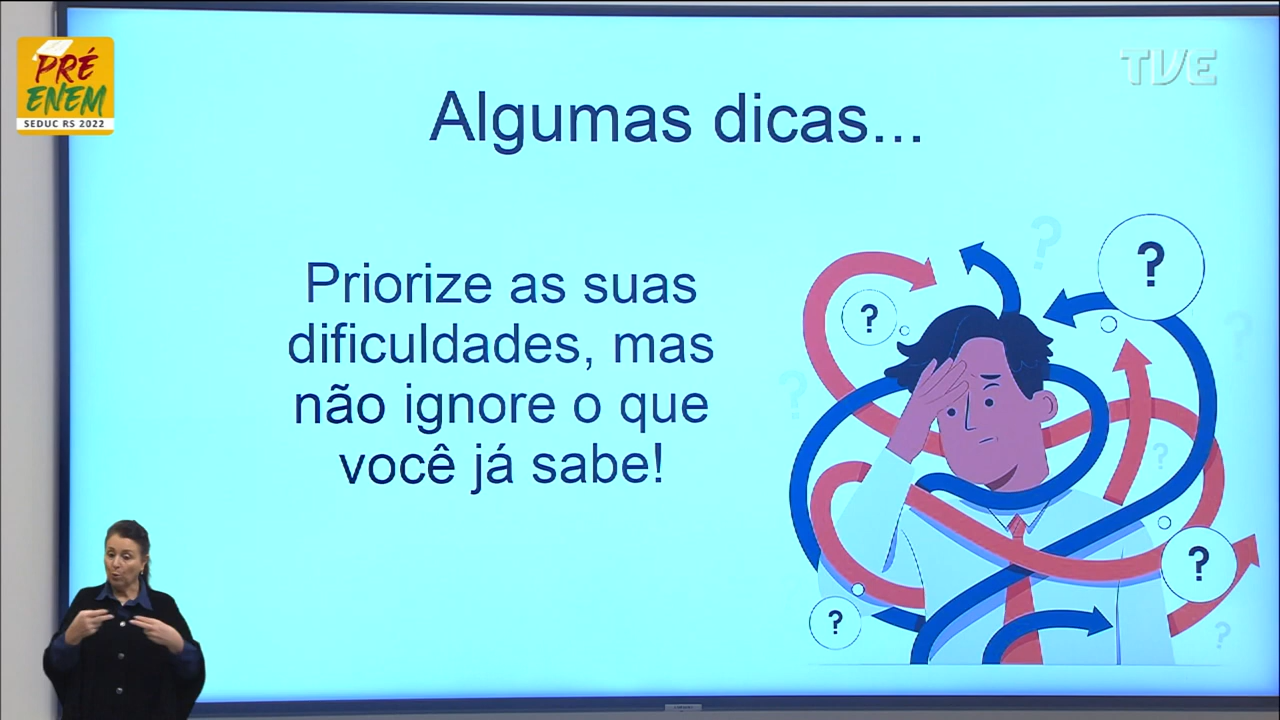 PRÉ
ENEM
SEDUC RS 2022
TVE
Algumas dicas...
Priorize as suas
dificuldades, mas
não ignore o que
você já sabe!
?
?
?
?
?
?
?
?
?